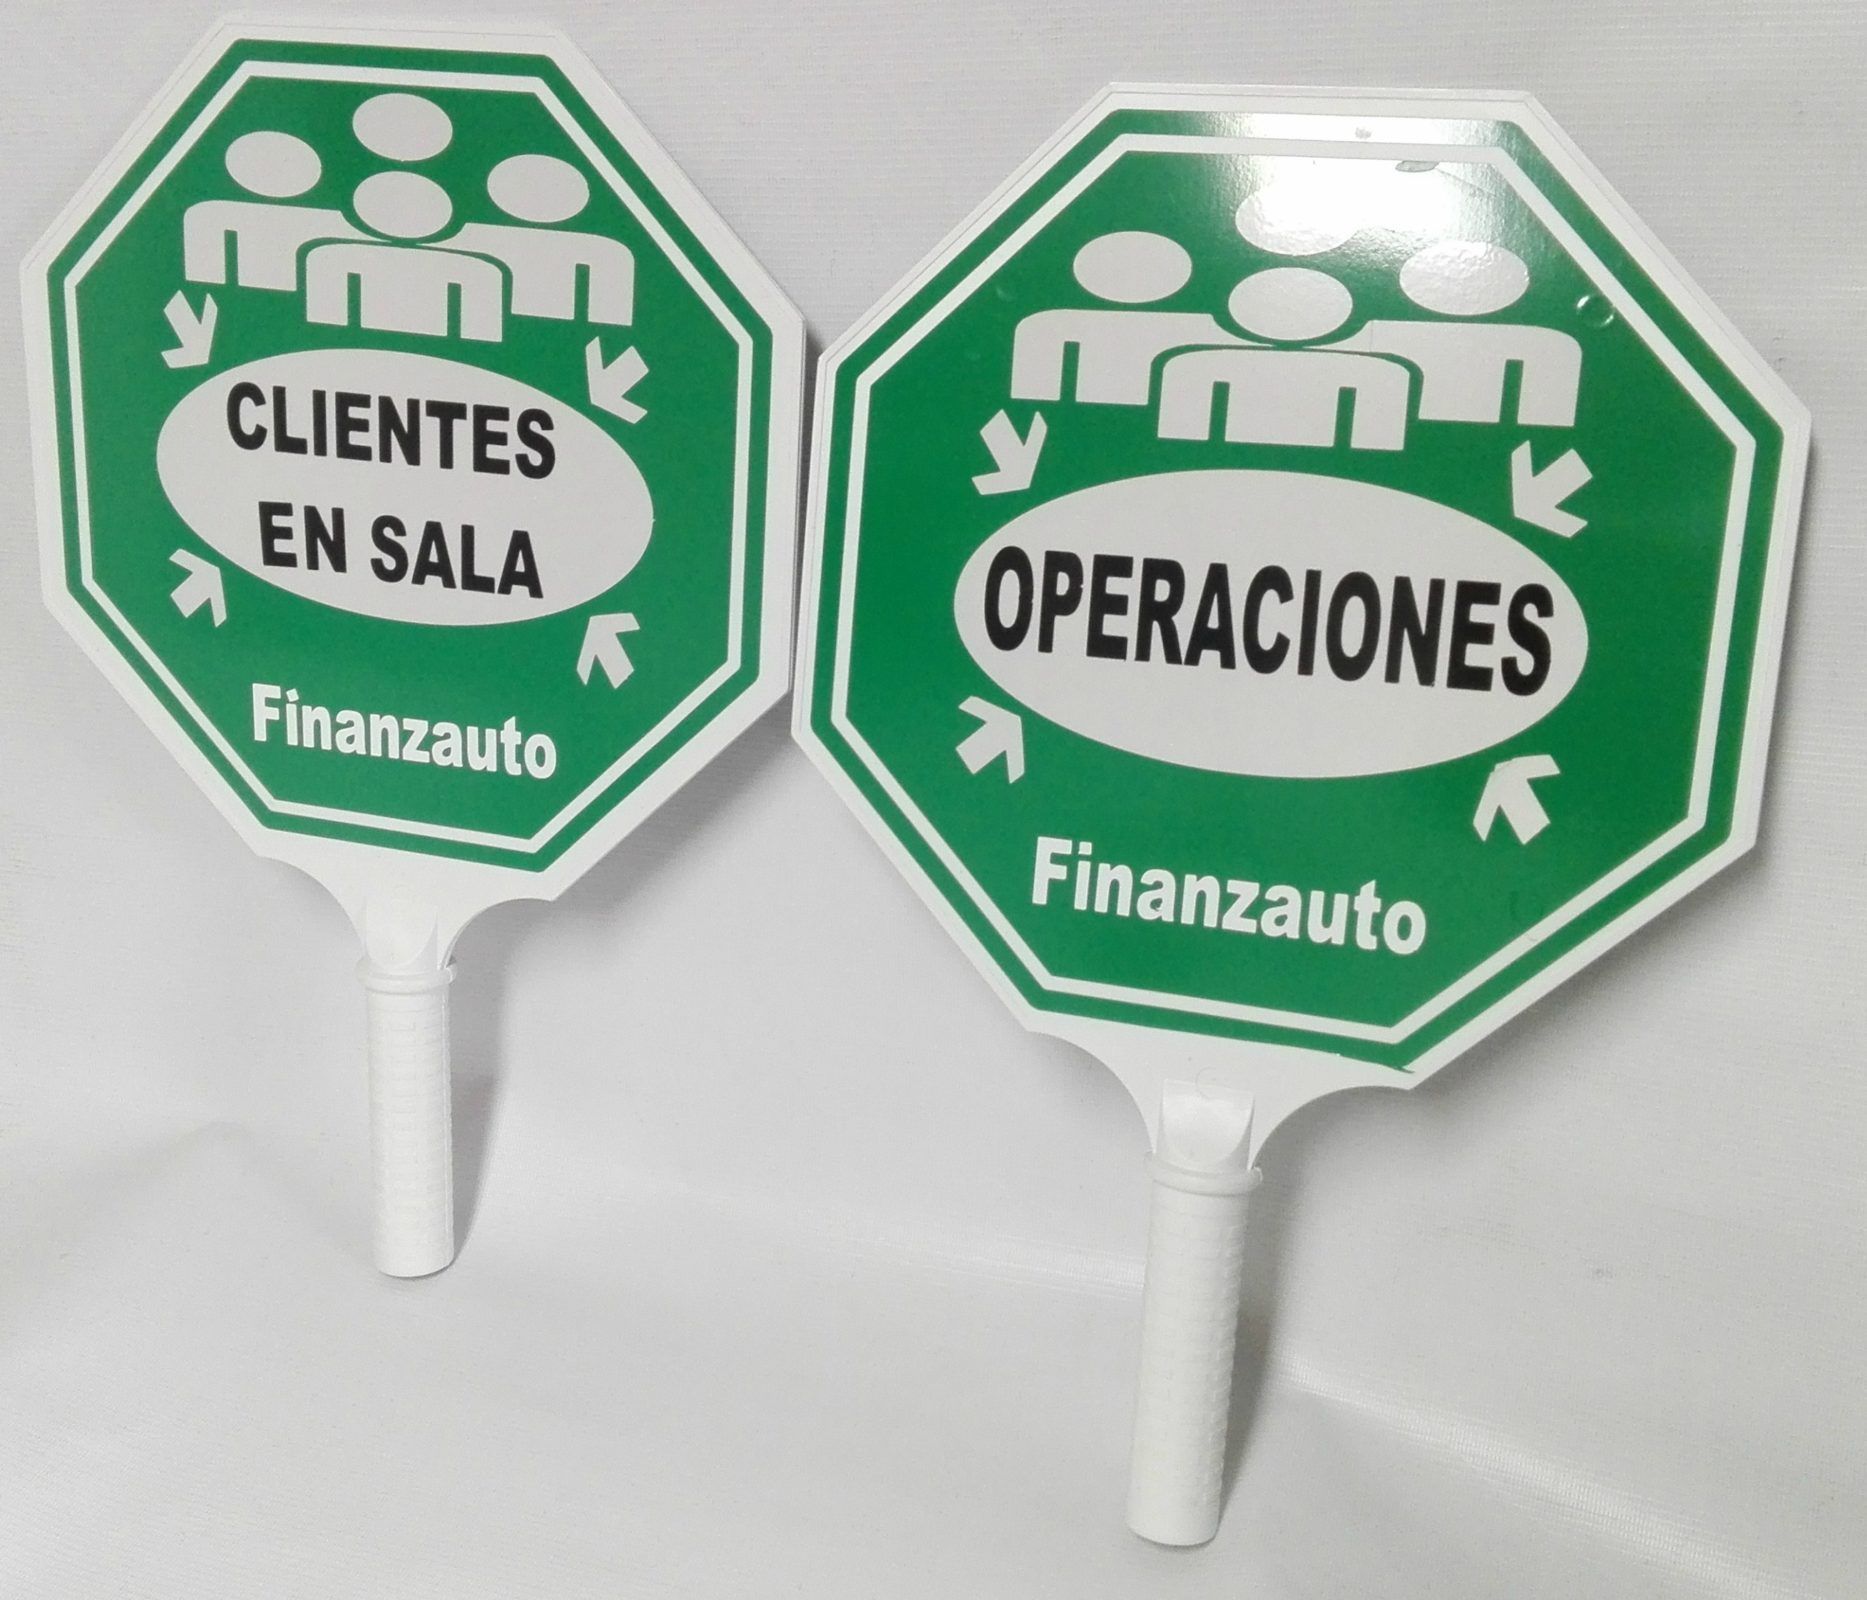 CLIENTES
EN SALA
Finanzauto
OPERACIONES
Finanzauto